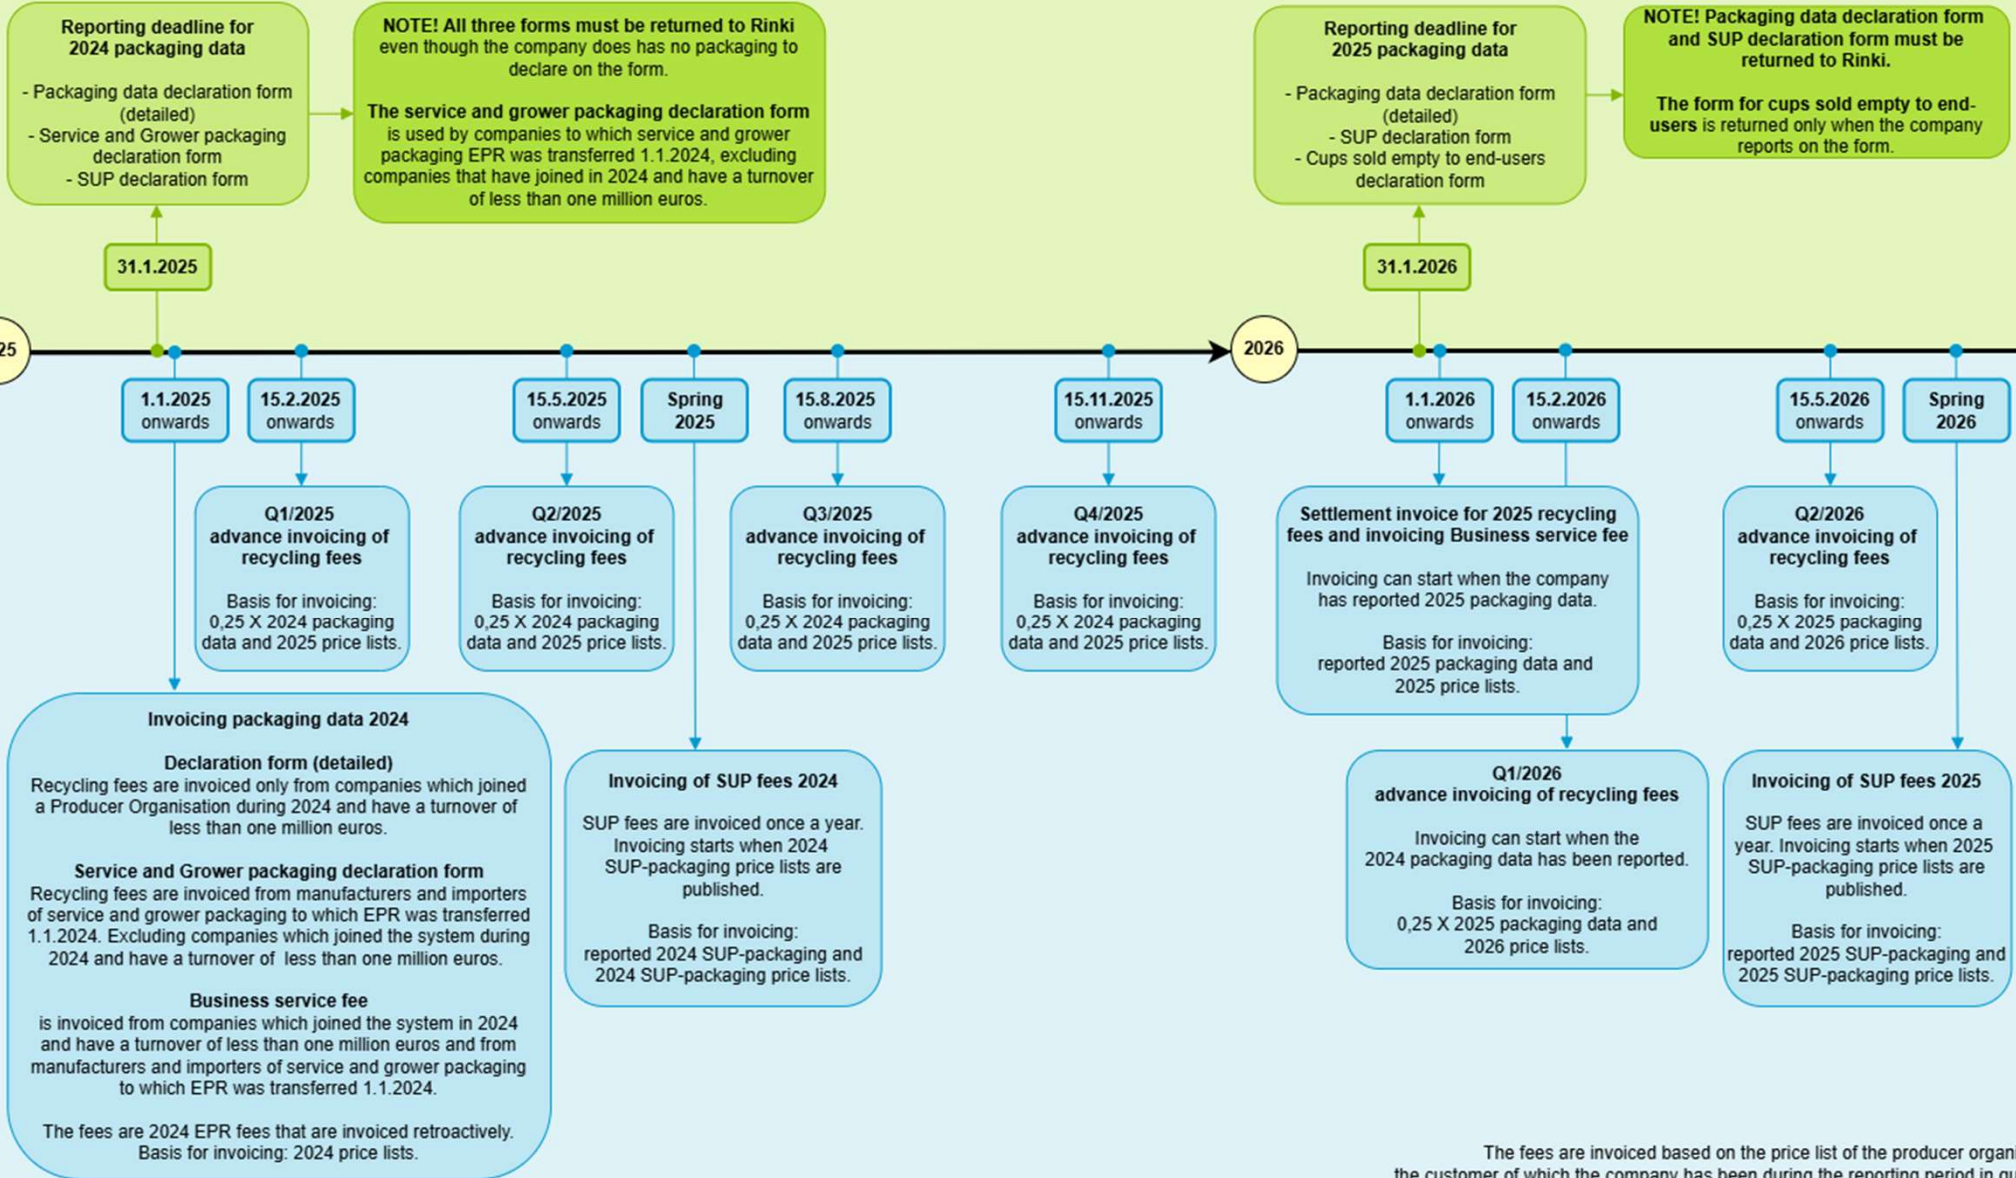 Reporting deadline for
2024 packaging data
- Packaging data declaration form
(detailed)
- Service and Grower packaging
declaration form
- SUP declaration form
NOTE! All three forms must be returned to Rinki
even though the company does has no packaging to
declare on the form.
The service and grower packaging declaration form
is used by companies to which service and grower
packaging EPR was transferred 1.1.2024, excluding
companies that have joined in 2024 and have a turnover
of less than one million euros.
Reporting deadline for
2025 packaging data
- Packaging data declaration form
(detailed)
- SUP declaration form
- Cups sold empty to end-users
declaration form
NOTE! Packaging data declaration form
and SUP declaration form must be
returned to Rinki.
The form for cups sold empty to end-
users is returned only when the company
reports on the form.
31.1.2025
31.1.2026
25
2026
1.1.2025
onwards
15.2.2025
onwards
15.5.2025
onwards
Spring
2025
15.8.2025
onwards
15.11.2025
onwards
1.1.2026
onwards
15.2.2026
onwards
15.5.2026
onwards
Spring
2026
Q1/2025
advance invoicing of
recycling fees
Basis for invoicing:
0,25 X 2024 packaging
data and 2025 price lists.
Q2/2025
advance invoicing of
recycling fees
Basis for invoicing:
0,25 X 2024 packaging
data and 2025 price lists.
Q3/2025
advance invoicing of
recycling fees
Basis for invoicing:
0,25 X 2024 packaging
data and 2025 price lists.
Q4/2025
advance invoicing of
recycling fees
Basis for invoicing:
0,25 X 2024 packaging
data and 2025 price lists.
Settlement invoice for 2025 recycling
fees and invoicing Business service fee
Invoicing can start when the company
has reported 2025 packaging data.
Basis for invoicing:
reported 2025 packaging data and
2025 price lists.
Q2/2026
advance invoicing of
recycling fees
Basis for invoicing:
0,25 X 2025 packaging
data and 2026 price lists.
Invoicing packaging data 2024
Declaration form (detailed)
Recycling fees are invoiced only from companies which joined
a Producer Organisation during 2024 and have a turnover of
less than one million euros.
Service and Grower packaging declaration form
Recycling fees are invoiced from manufacturers and importers
of service and grower packaging to which EPR was transferred
1.1.2024. Excluding companies which joined the system during
2024 and have a turnover of less than one million euros.
Business service fee
is invoiced from companies which joined the system in 2024
and have a turnover of less than one million euros and from
manufacturers and importers of service and grower packaging
to which EPR was transferred 1.1.2024.
The fees are 2024 EPR fees that are invoiced retroactively.
Basis for invoicing: 2024 price lists.
Invoicing of SUP fees 2024
SUP fees are invoiced once a year.
Invoicing starts when 2024
SUP-packaging price lists are
published.
Basis for invoicing:
reported 2024 SUP-packaging and
2024 SUP-packaging price lists.
Q1/2026
advance invoicing of recycling fees
Invoicing can start when the
2024 packaging data has been reported.
Basis for invoicing:
0,25 X 2025 packaging data and
2026 price lists.
Invoicing of SUP fees 2025
SUP fees are invoiced once a
year. Invoicing starts when 2025
SUP-packaging price lists are
published.
Basis for invoicing:
reported 2025 SUP-packaging and
2025 SUP-packaging price lists.
The fees are invoiced based on the price list of the producer organi
the customer of which the company has been during the reporting period in